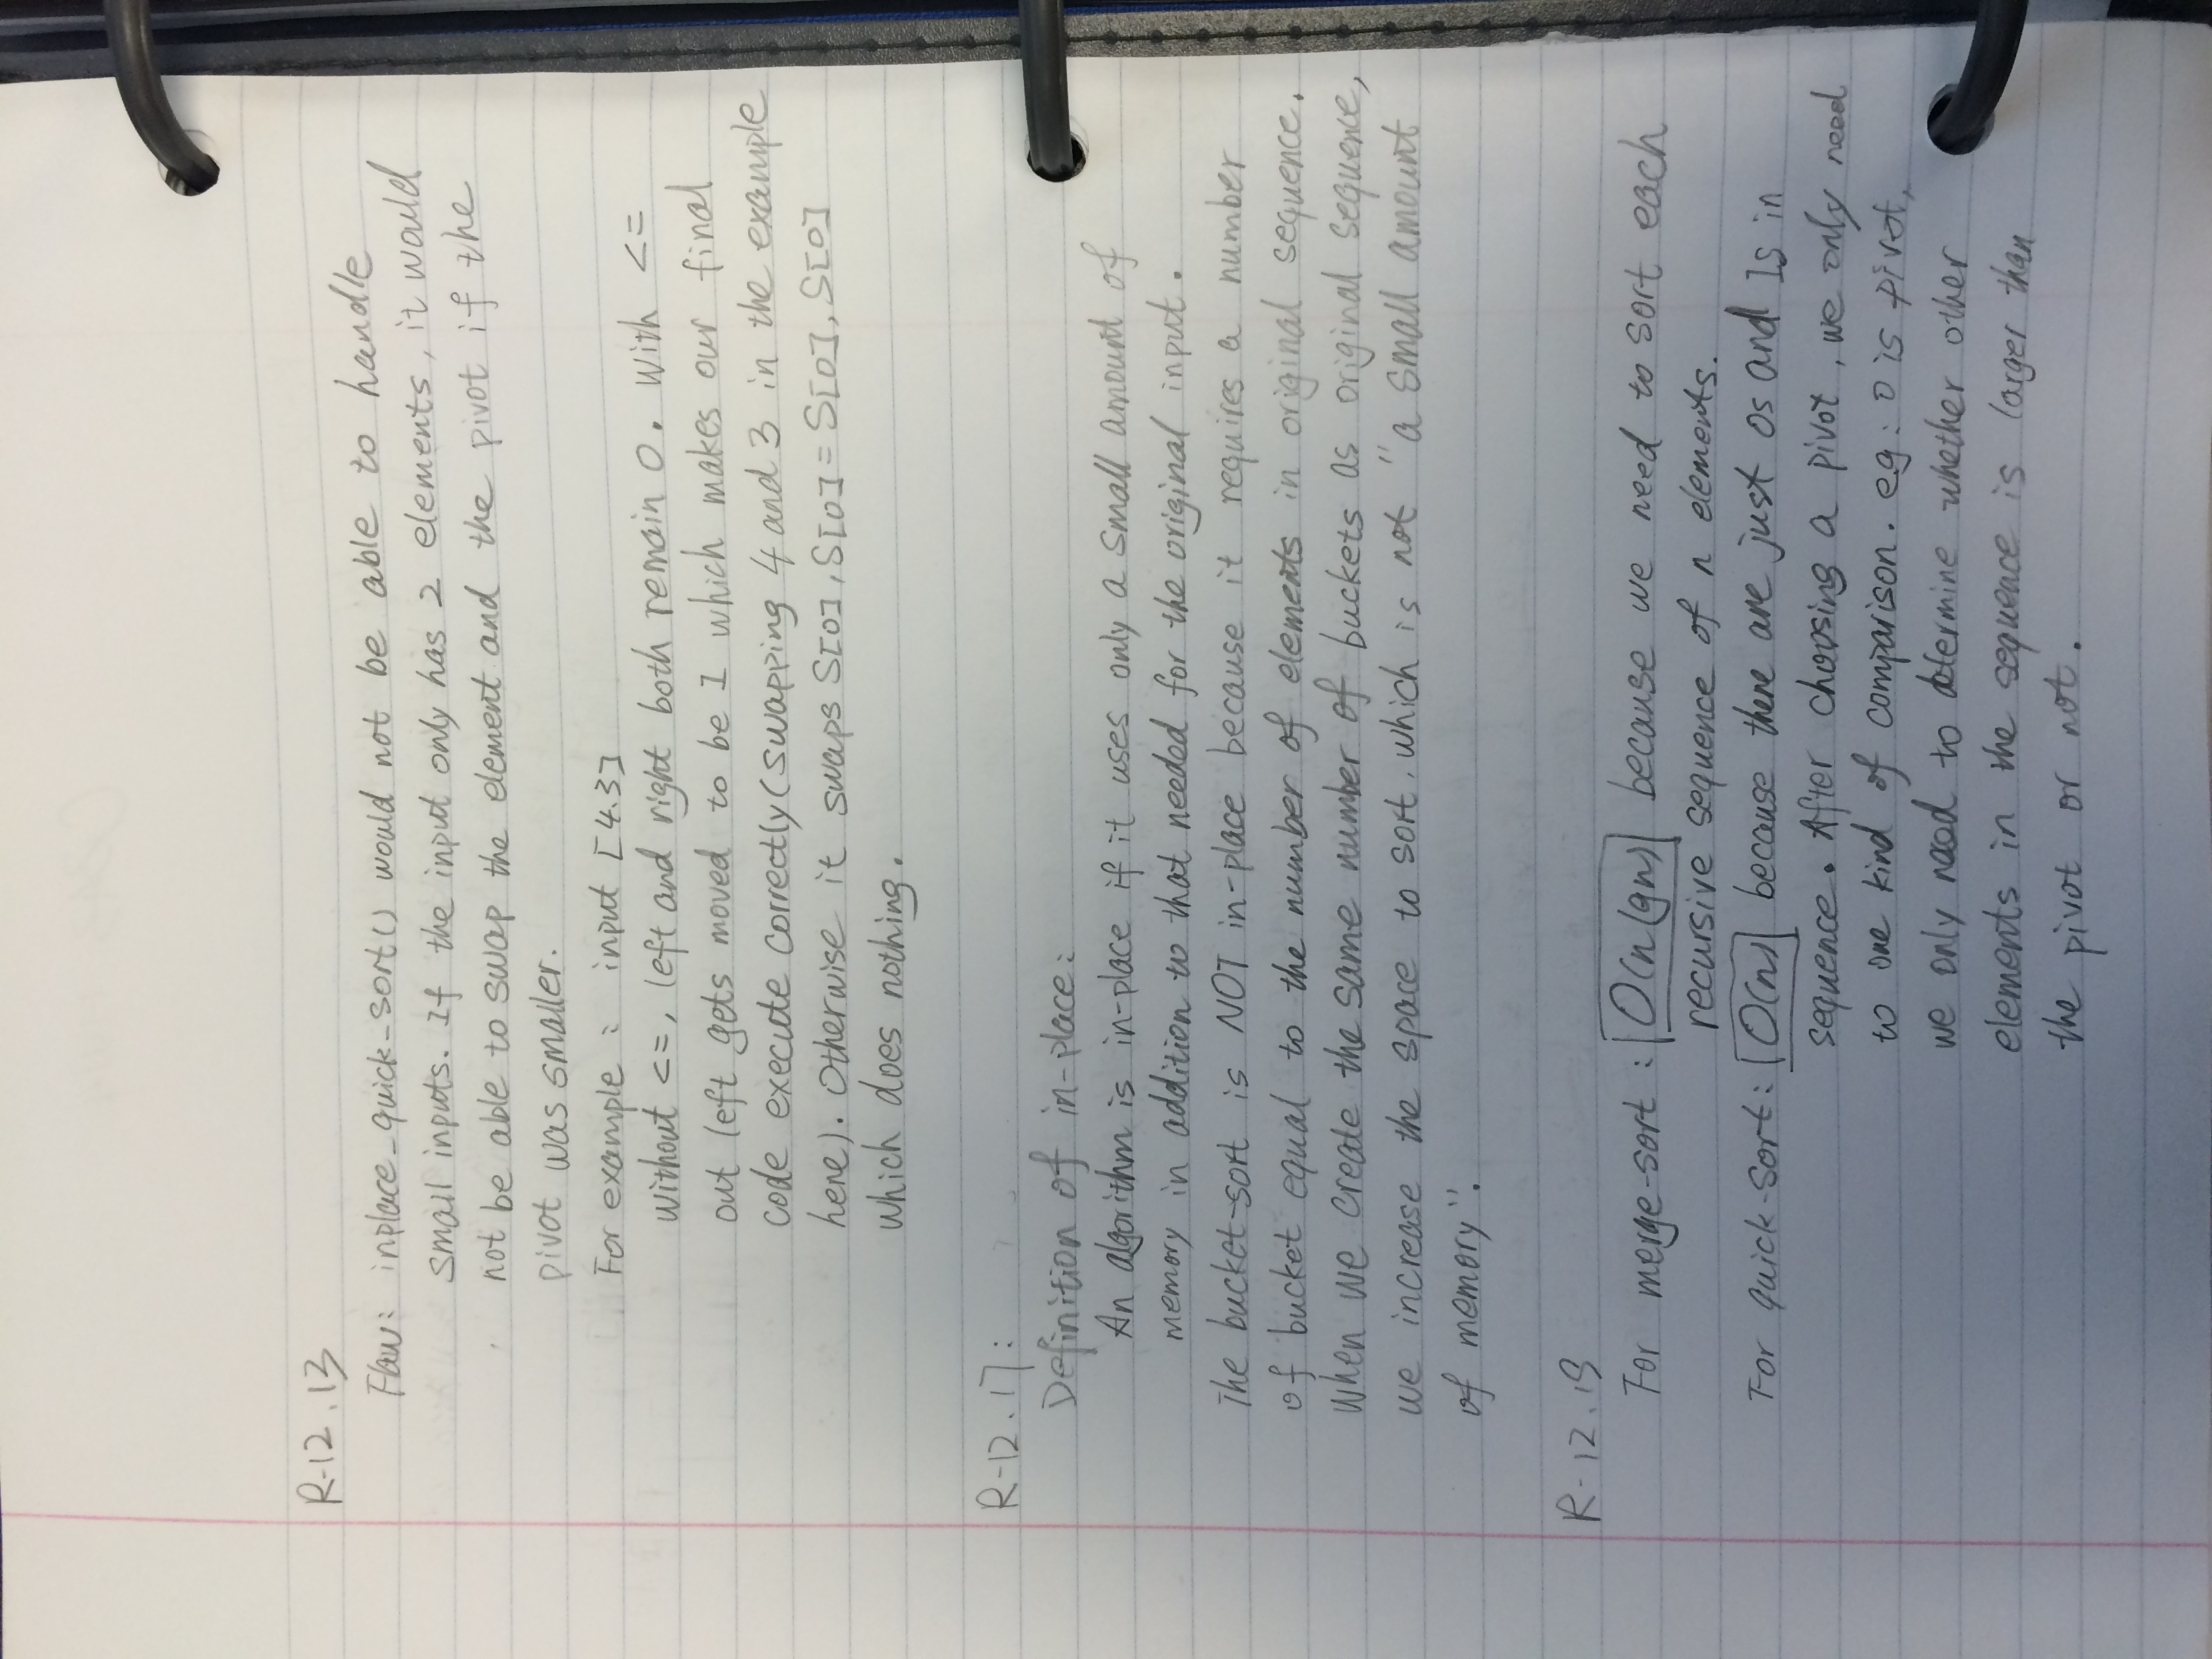 R-12.13
Flaw: inplace_quick_sort() would not be able to handle
small inputs. If the input only has 2 elements, it would
not be able to swap the element and the pivot if the
pivot was smaller.
For example : input [4.3]
without <=, left and right both remain 0. With <=
out left gets moved to be 1 which makes our final
code execute correctly (swapping 4 and 3 in the example
here). Otherwise it swaps S[0], S[0] = S[0], S[0]
which does nothing.
R-12.17:
Definition of in-place:
An algorithm is in-place if it uses only a small amount of
memory in addition to that needed for the original input.
The bucket-sort is NOT in-place because it requires a number
of bucket equal to the number of elements in original sequence.
When we create the same number of buckets as original sequence,
we increase the space to sort. which is not "a small amount
of memory".
R-12.19
For merge-sort : O(nlgn) because we need to sort each
recursive sequence of n elements.
For quick-sort: O(n) because there are just 0s and 1s in
sequence. After choosing a pivot, we only need
to one kind of comparison. e.g: 0 is pivot,
we only need to determine whether other
elements in the sequence is larger than
the pivot or not.